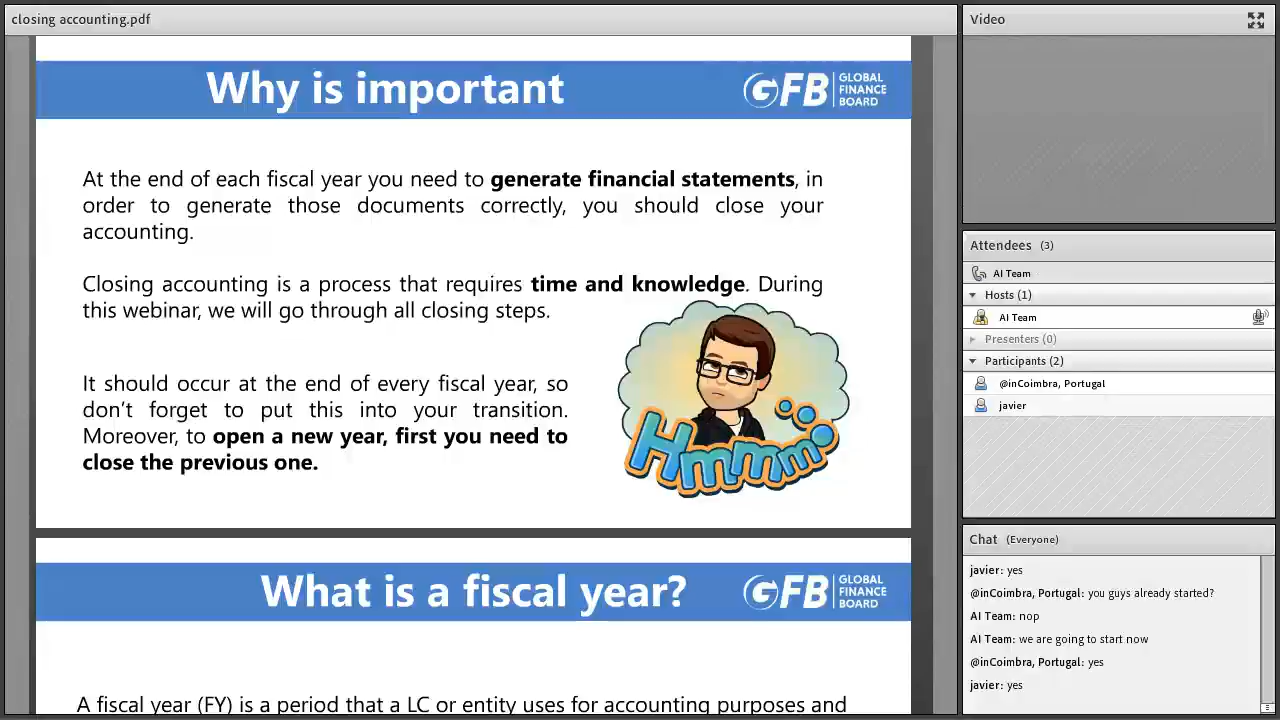 closing accounting.pdf
Why is important
GFB GLOBAL
FINANCE
BOARD
At the end of each fiscal year you need to generate financial statements, in
order to generate those documents correctly, you should close your
accounting.
Closing accounting is a process that requires time and knowledge. During
this webinar, we will go through all closing steps.
It should occur at the end of every fiscal year, so
don't forget to put this into your transition.
Moreover, to open a new year, first you need to
close the previous one.
Hmmm
What is a fiscal year?
GFB GLOBAL
FINANCE
BOARD
A fiscal year (FY) is a period that a LC or entity uses for accounting purposes and
Video
Attendees (3)
AI Team
Hosts (1)
AI Team
Presenters (0)
Participants (2)
@inCoimbra, Portugal
javier
Chat (Everyone)
javier: yes
@inCoimbra, Portugal: you guys already started?
AI Team: nop
AI Team: we are going to start now
@inCoimbra, Portugal: yes
javier: yes